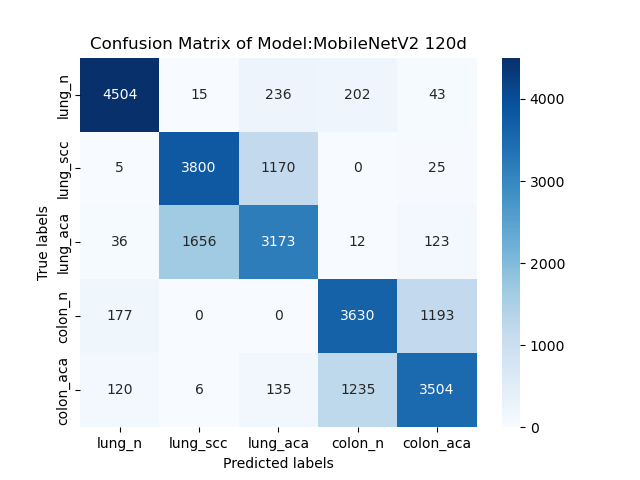 Confusion Matrix of Model:MobileNetV2 120d
True labels
lung_n 4504 15 236 202 43
lung_scc 5 3800 1170 0 25
lung_aca 36 1656 3173 12 123
colon_n 177 0 0 3630 1193
colon_aca 120 6 135 1235 3504
lung_n lung_scc lung_aca colon_n colon_aca
Predicted labels
4000
3000
2000
1000
0